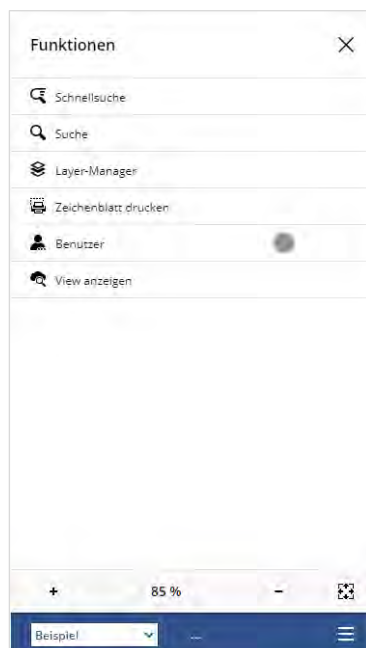 Funktionen
Schnellsuche
Suche
Layer-Manager
Zeichenblatt drucken
Benutzer
View anzeigen
+ 85 % −
Beispiel ...